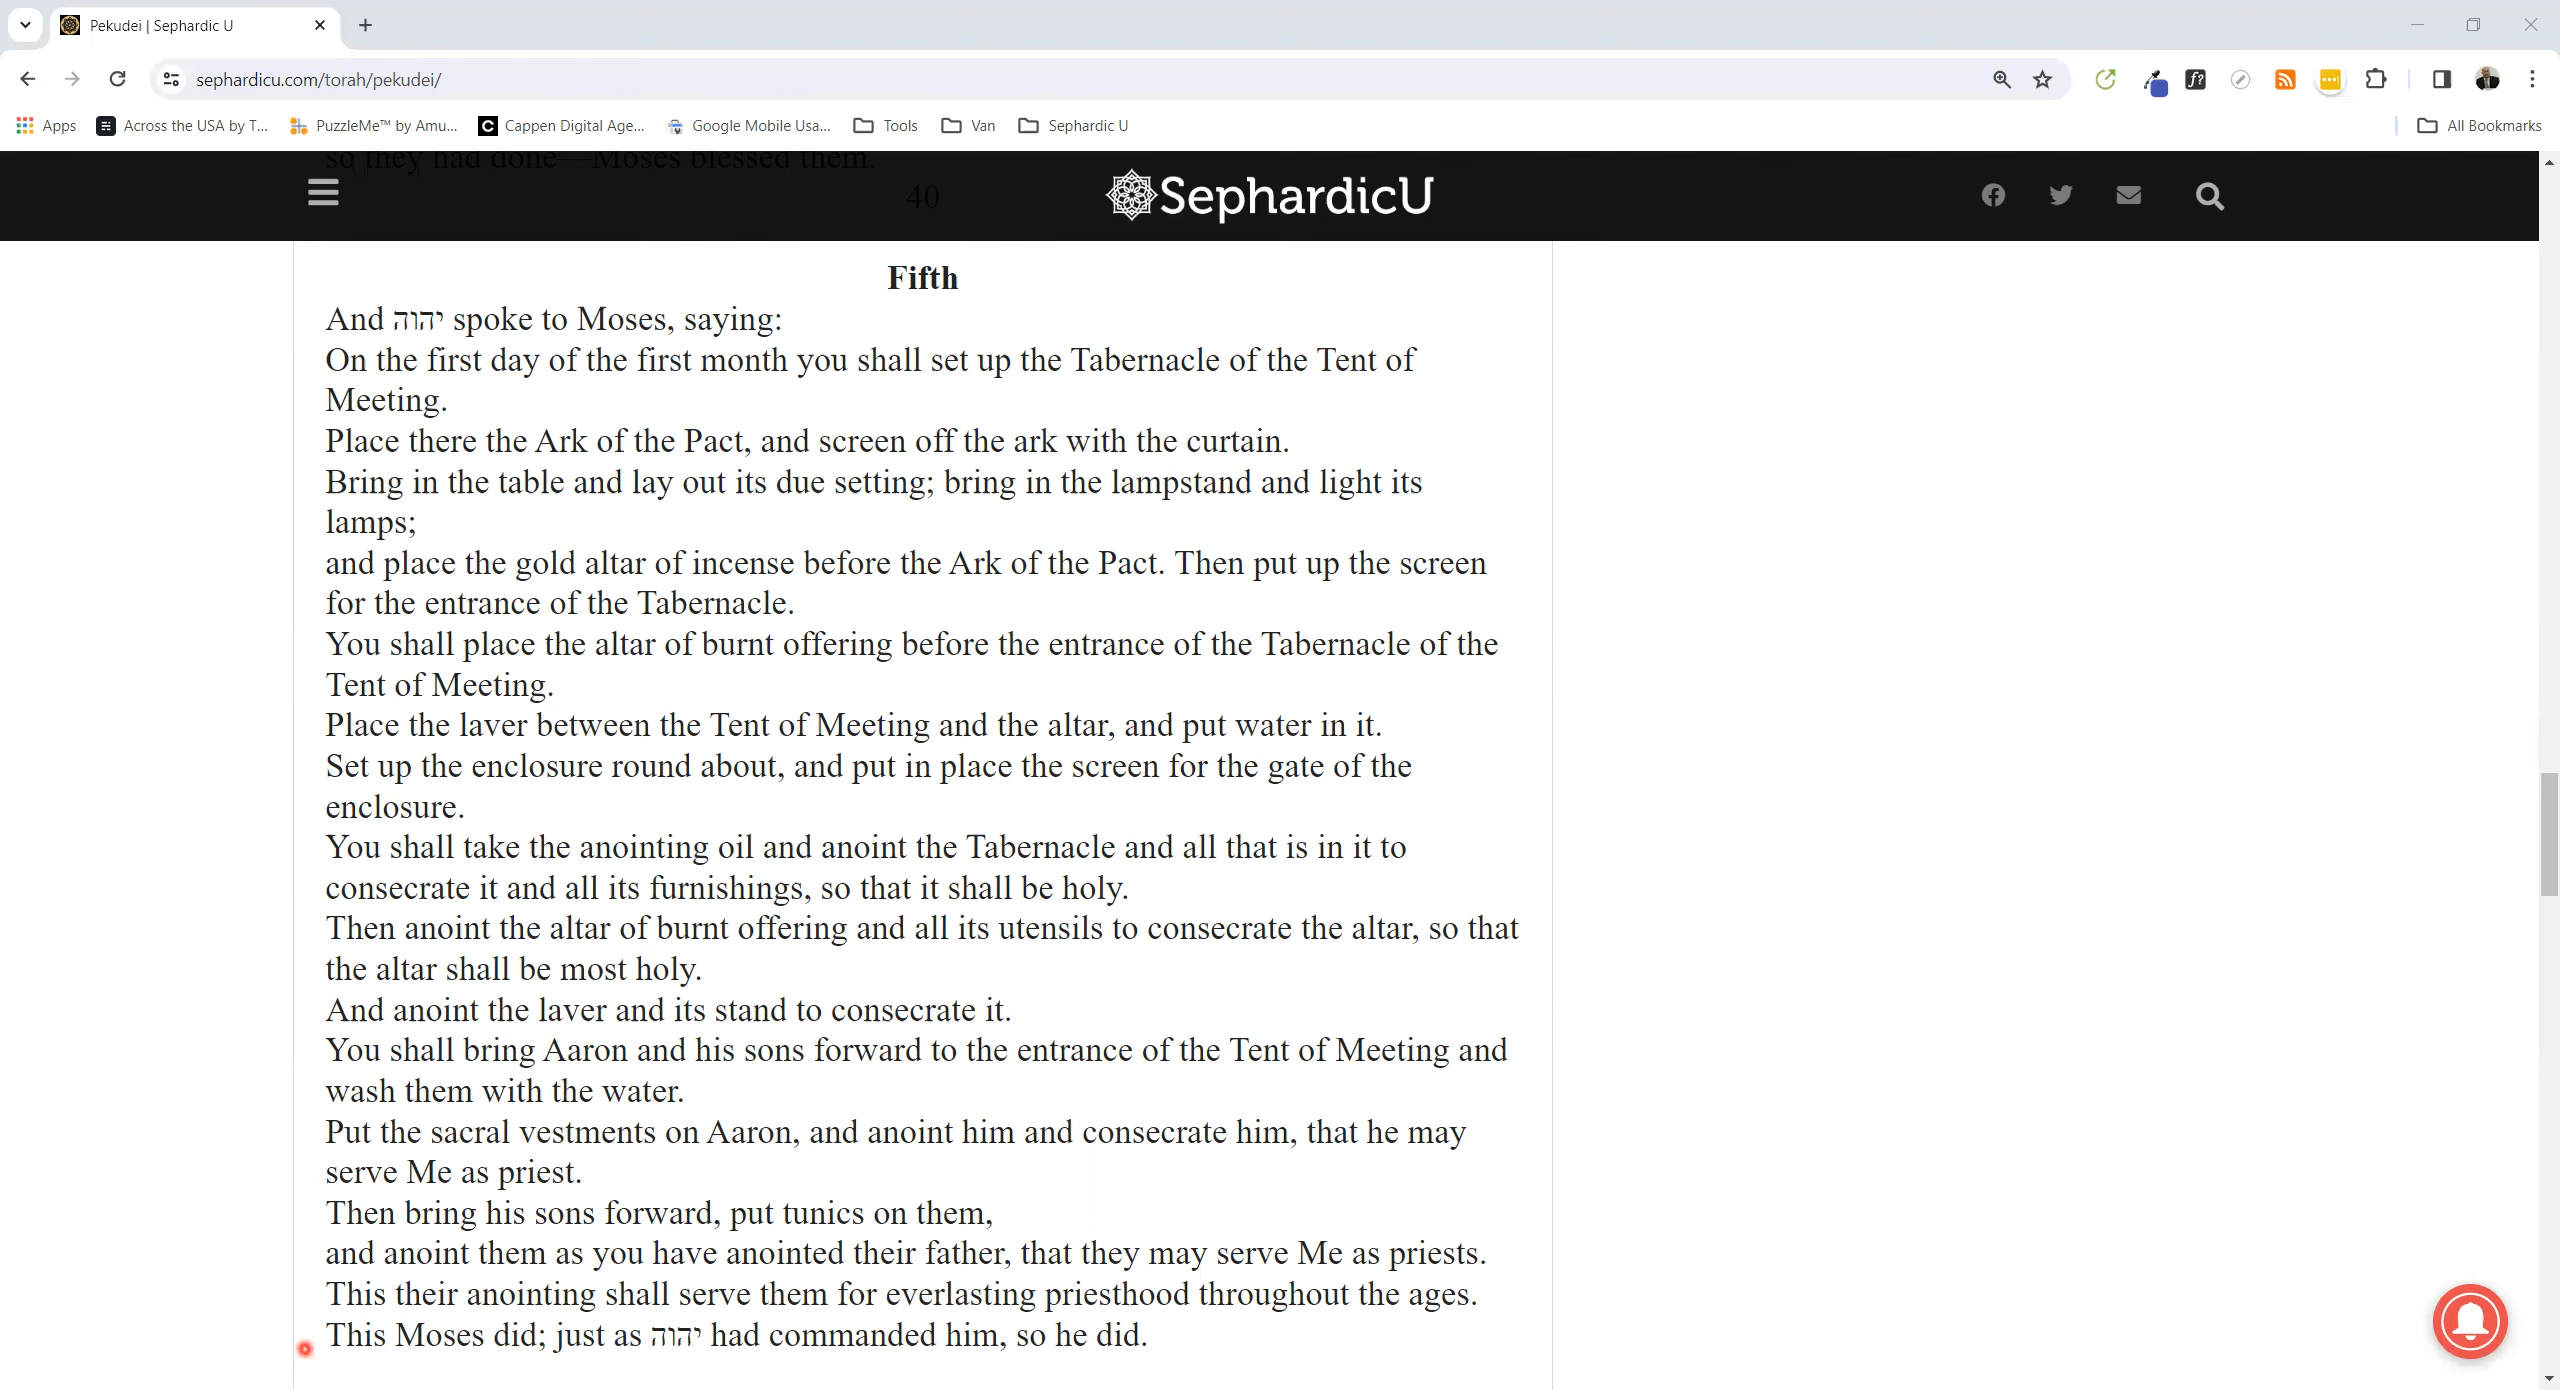 Pekudei | Sephardic U
sephardicu.com/torah/pekudei/
Apps Across the USA by T... PuzzleMe™ by Amu... Cappen Digital Age... Google Mobile Usa... Tools Van Sephardic U All Bookmarks
so they had done—Moses blessed them.
40
SephardicU
Fifth
And יהוה spoke to Moses, saying:
On the first day of the first month you shall set up the Tabernacle of the Tent of
Meeting.
Place there the Ark of the Pact, and screen off the ark with the curtain.
Bring in the table and lay out its due setting; bring in the lampstand and light its
lamps;
and place the gold altar of incense before the Ark of the Pact. Then put up the screen
for the entrance of the Tabernacle.
You shall place the altar of burnt offering before the entrance of the Tabernacle of the
Tent of Meeting.
Place the laver between the Tent of Meeting and the altar, and put water in it.
Set up the enclosure round about, and put in place the screen for the gate of the
enclosure.
You shall take the anointing oil and anoint the Tabernacle and all that is in it to
consecrate it and all its furnishings, so that it shall be holy.
Then anoint the altar of burnt offering and all its utensils to consecrate the altar, so that
the altar shall be most holy.
And anoint the laver and its stand to consecrate it.
You shall bring Aaron and his sons forward to the entrance of the Tent of Meeting and
wash them with the water.
Put the sacral vestments on Aaron, and anoint him and consecrate him, that he may
serve Me as priest.
Then bring his sons forward, put tunics on them,
and anoint them as you have anointed their father, that they may serve Me as priests.
This their anointing shall serve them for everlasting priesthood throughout the ages.
This Moses did; just as יהוה had commanded him, so he did.